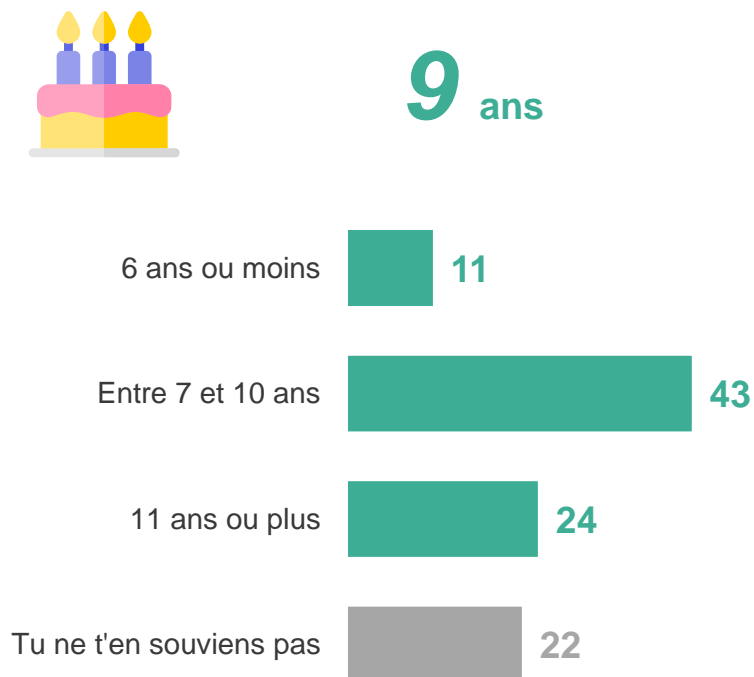 9 ans
6 ans ou moins 11
Entre 7 et 10 ans 43
11 ans ou plus 24
Tu ne t'en souviens pas 22